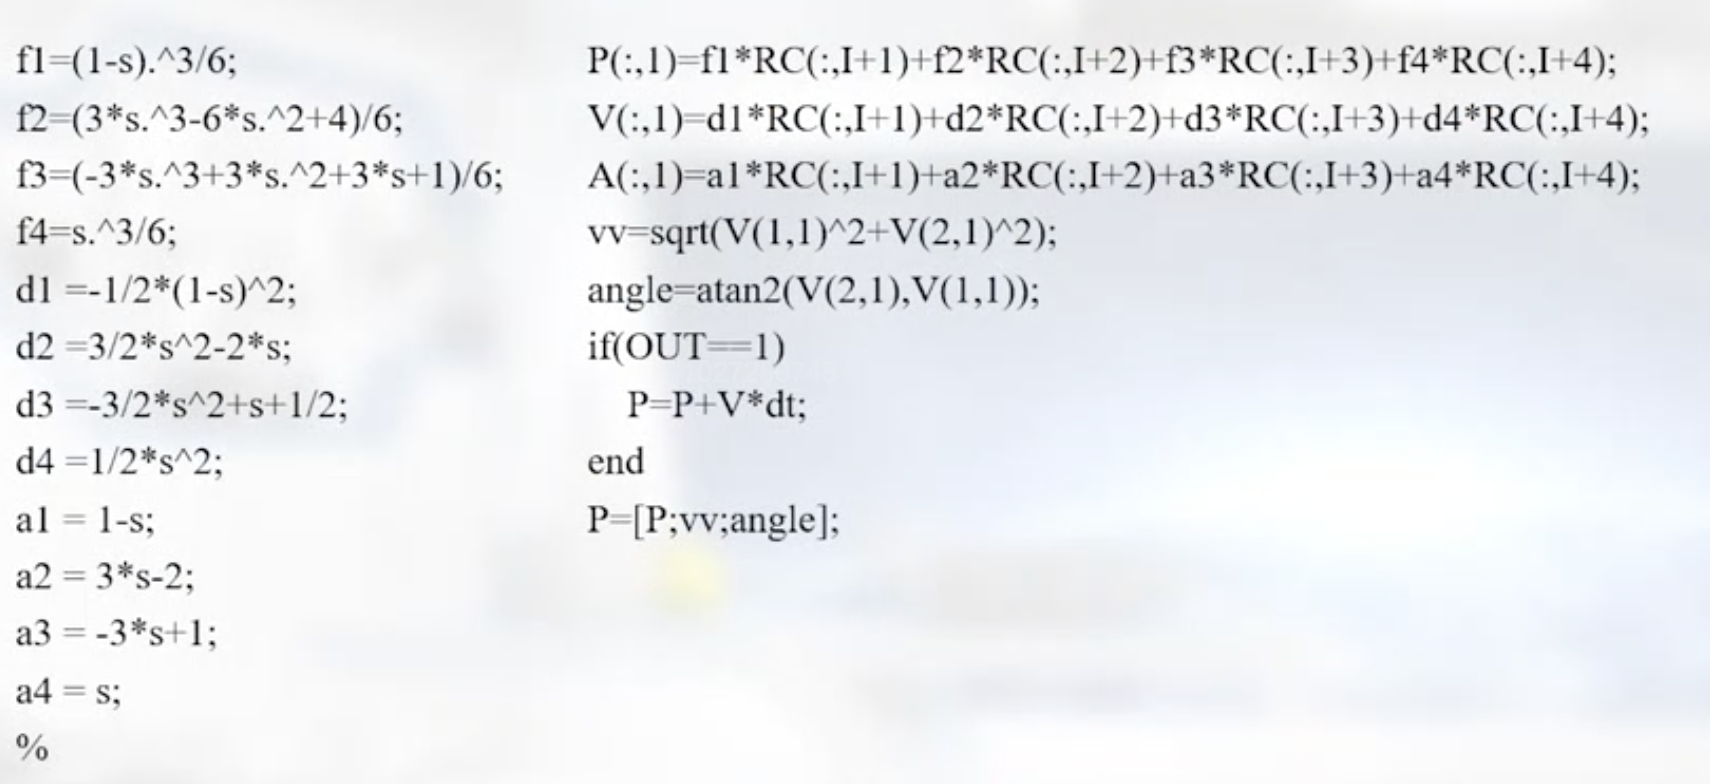 f1=(1-s).^3/6;
f2=(3*s.^3-6*s.^2+4)/6;
f3=(-3*s.^3+3*s.^2+3*s+1)/6;
f4=s.^3/6;
d1 =-1/2*(1-s)^2;
d2 =3/2*s^2-2*s;
d3 =-3/2*s^2+s+1/2;
d4 =1/2*s^2;
a1 = 1-s;
a2 = 3*s-2;
a3 = -3*s+1;
a4 = s;
%
P(:,1)=f1*RC(:,I+1)+f2*RC(:,I+2)+f3*RC(:,I+3)+f4*RC(:,I+4);
V(:,1)=d1*RC(:,I+1)+d2*RC(:,I+2)+d3*RC(:,I+3)+d4*RC(:,I+4);
A(:,1)=a1*RC(:,I+1)+a2*RC(:,I+2)+a3*RC(:,I+3)+a4*RC(:,I+4);
vv=sqrt(V(1,1)^2+V(2,1)^2);
angle=atan2(V(2,1),V(1,1));
if(OUT==1)
P=P+V*dt;
end
P=[P;vv;angle];